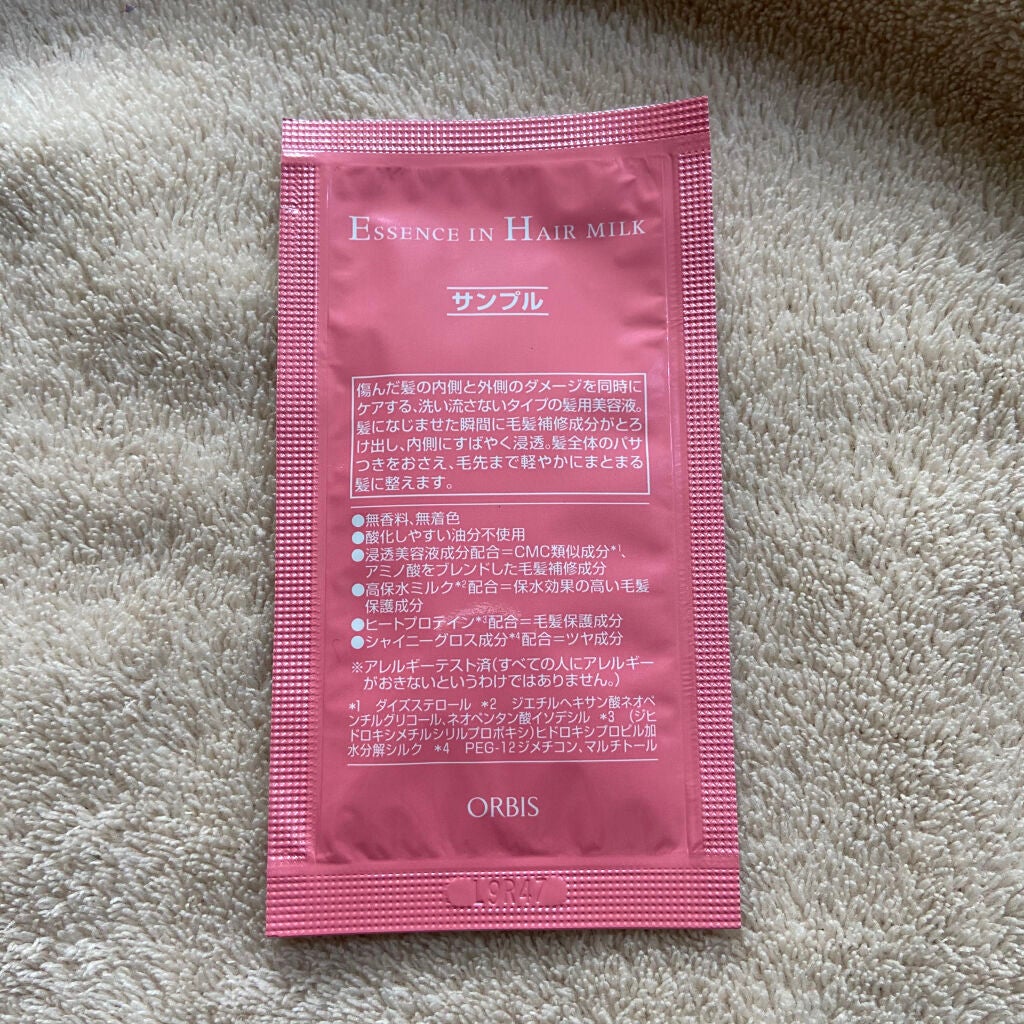 ESSENCE IN HAIR MILK
サンプル
傷んだ髪の内側と外側のダメージを同時に
ケアする、洗い流さないタイプの髪用美容液。
髪になじませた瞬間に毛髪補修成分がとろ
け出し、内側にすばやく浸透。髪全体のパサ
つきをおさえ、毛先まで軽やかにまとまる
髪に整えます。
●無香料、無着色
●酸化しやすい油分不使用
●浸透美容液成分配合＝CMC類似成分*1、
アミノ酸をブレンドした毛髪補修成分
●高保水ミルク*2配合＝保水効果の高い毛髪
保護成分
●ヒートプロテイン*3配合＝毛髪保護成分
●シャイニーグロス成分*4配合＝ツヤ成分
※アレルギーテスト済（すべての人にアレルギー
がおきないというわけではありません。）
*1 ダイズステロール *2 ジエチルヘキサン酸ネオペ
ンチルグリコール、ネオペンタン酸イソデシル *3 （ジヒ
ドロキシメチルシリルプロポキシ）ヒドロキシプロピル加
水分解シルク *4 PEG-12ジメチコン、マルチトール
ORBIS
19R47